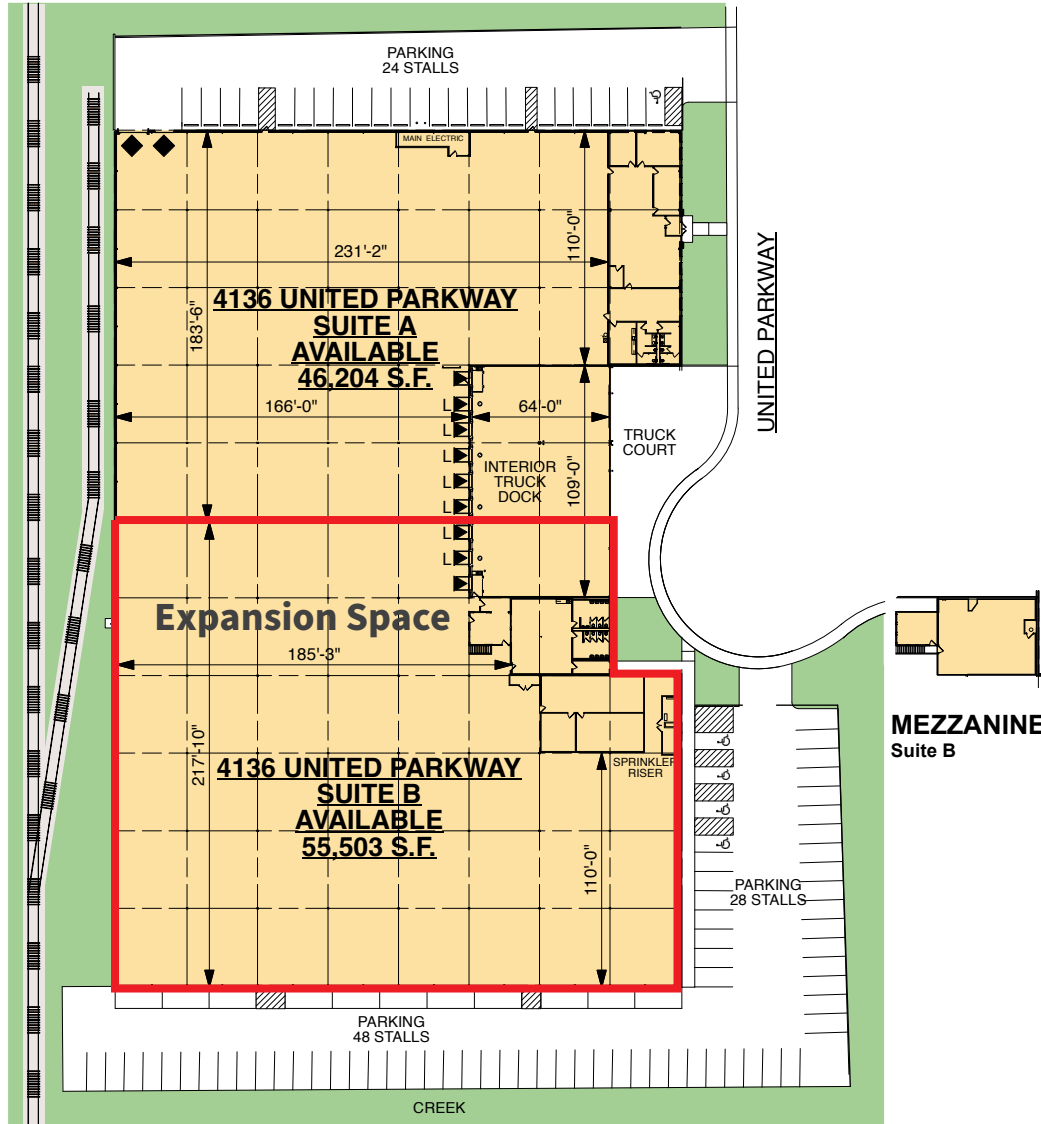 PARKING
24 STALLS
MAIN ELECTRIC
231'-2"
110'-0"
183'-6"
4136 UNITED PARKWAY
SUITE A
AVAILABLE
46,204 S.F.
UNITED PARKWAY
166'-0"
64'-0"
L
L
L
L
L
L
L
INTERIOR
TRUCK
DOCK
109'-0"
TRUCK
COURT
Expansion Space
185'-3"
217'-10"
4136 UNITED PARKWAY
SUITE B
AVAILABLE
55,503 S.F.
SPRINKLER
RISER
110'-0"
MEZZANINE
Suite B
PARKING
28 STALLS
PARKING
48 STALLS
CREEK